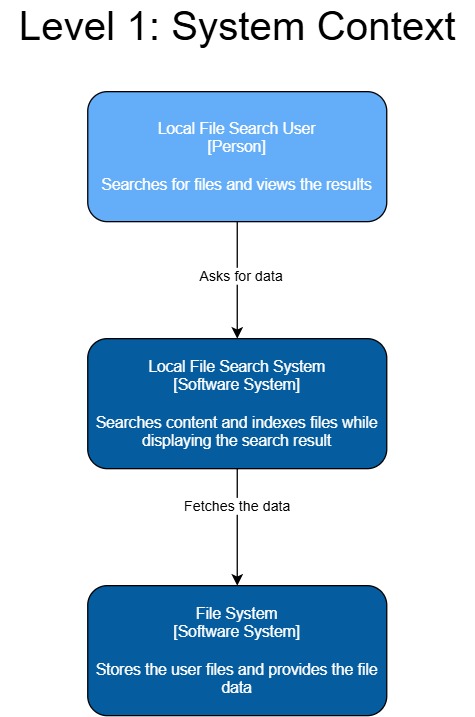 Level 1: System Context
Local File Search User
[Person]
Searches for files and views the results
Asks for data
Local File Search System
[Software System]
Searches content and indexes files while
displaying the search result
Fetches the data
File System
[Software System]
Stores the user files and provides the file
data